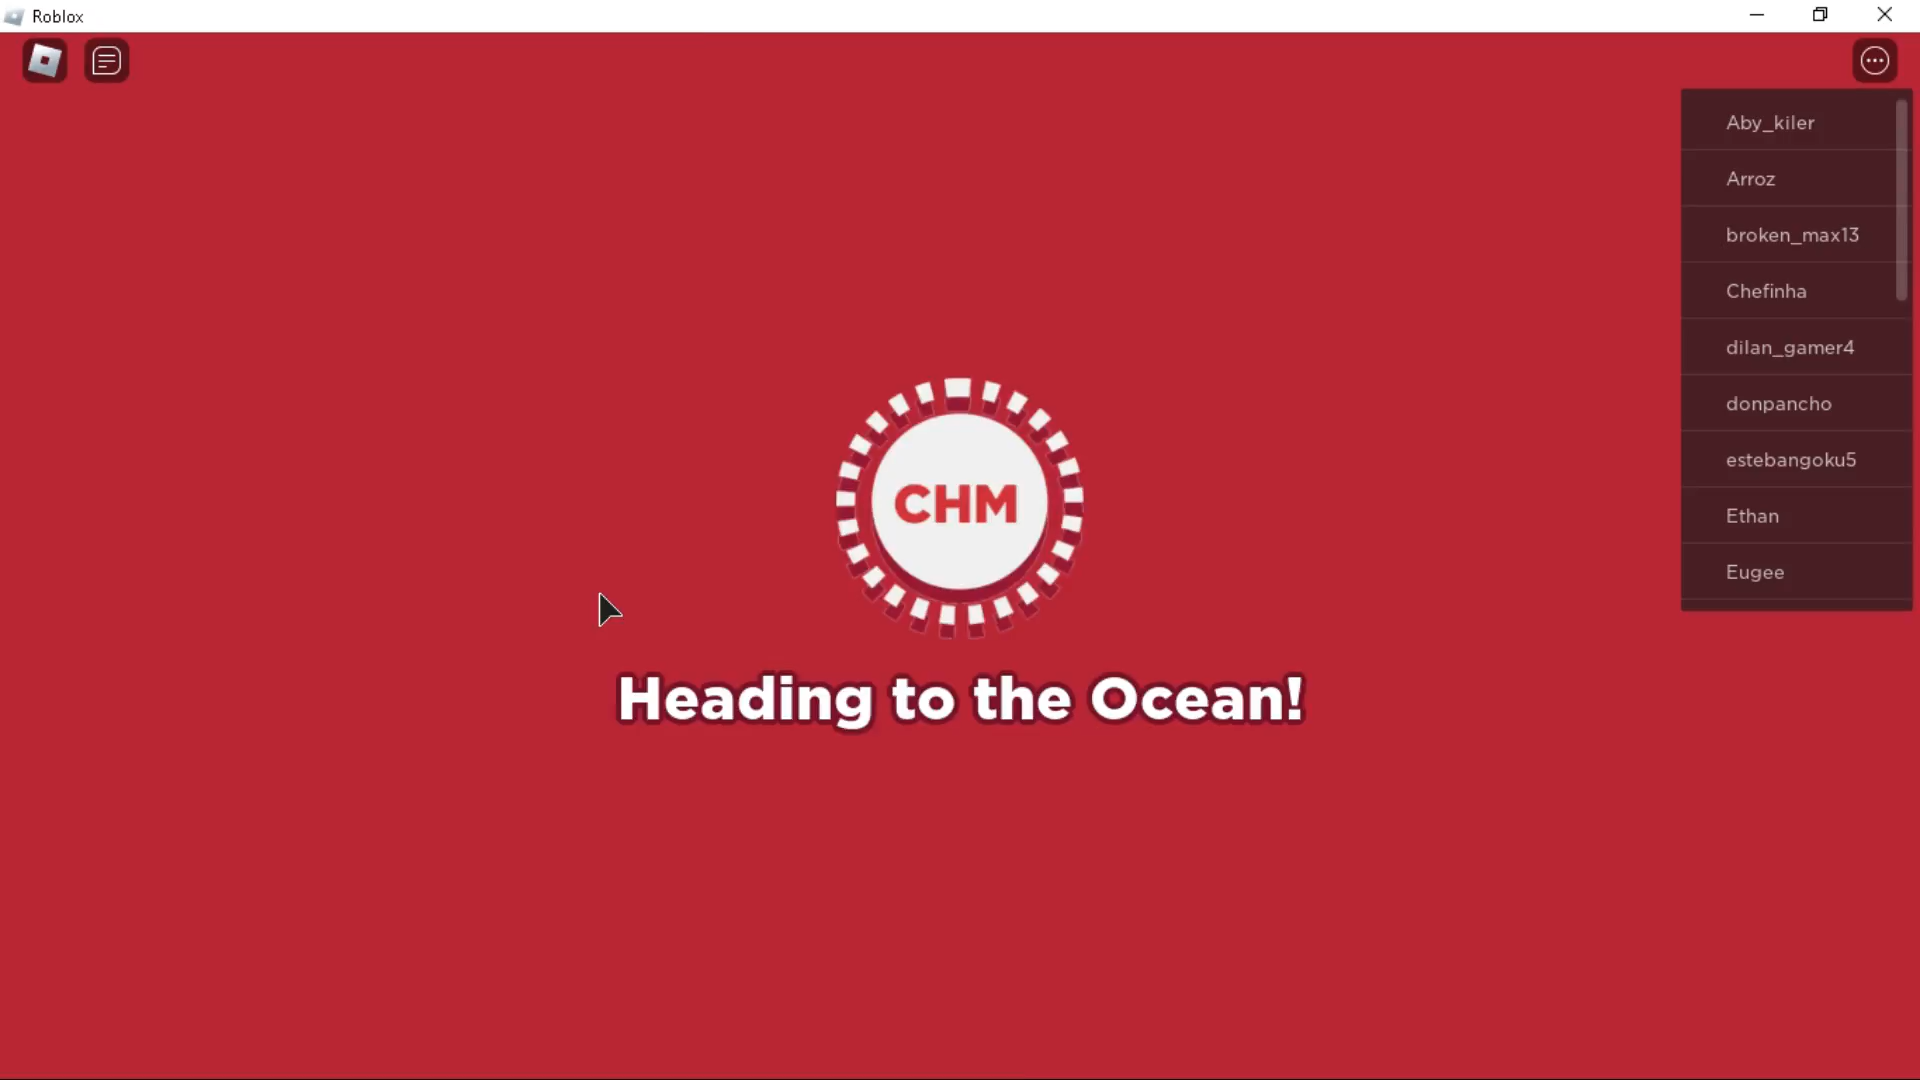 Roblox
Aby_kiler
Arroz
broken_max13
Chefinha
dilan_gamer4
donpancho
estebangoku5
Ethan
Eugee
CHM
Heading to the Ocean!